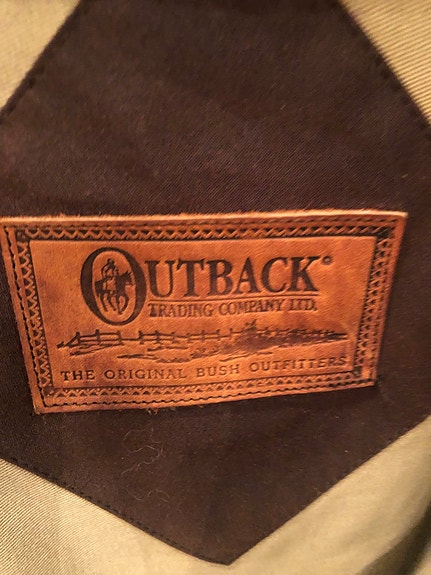 OUTBACK®
TRADING COMPANY LTD.
THE ORIGINAL BUSH OUTFITTERS